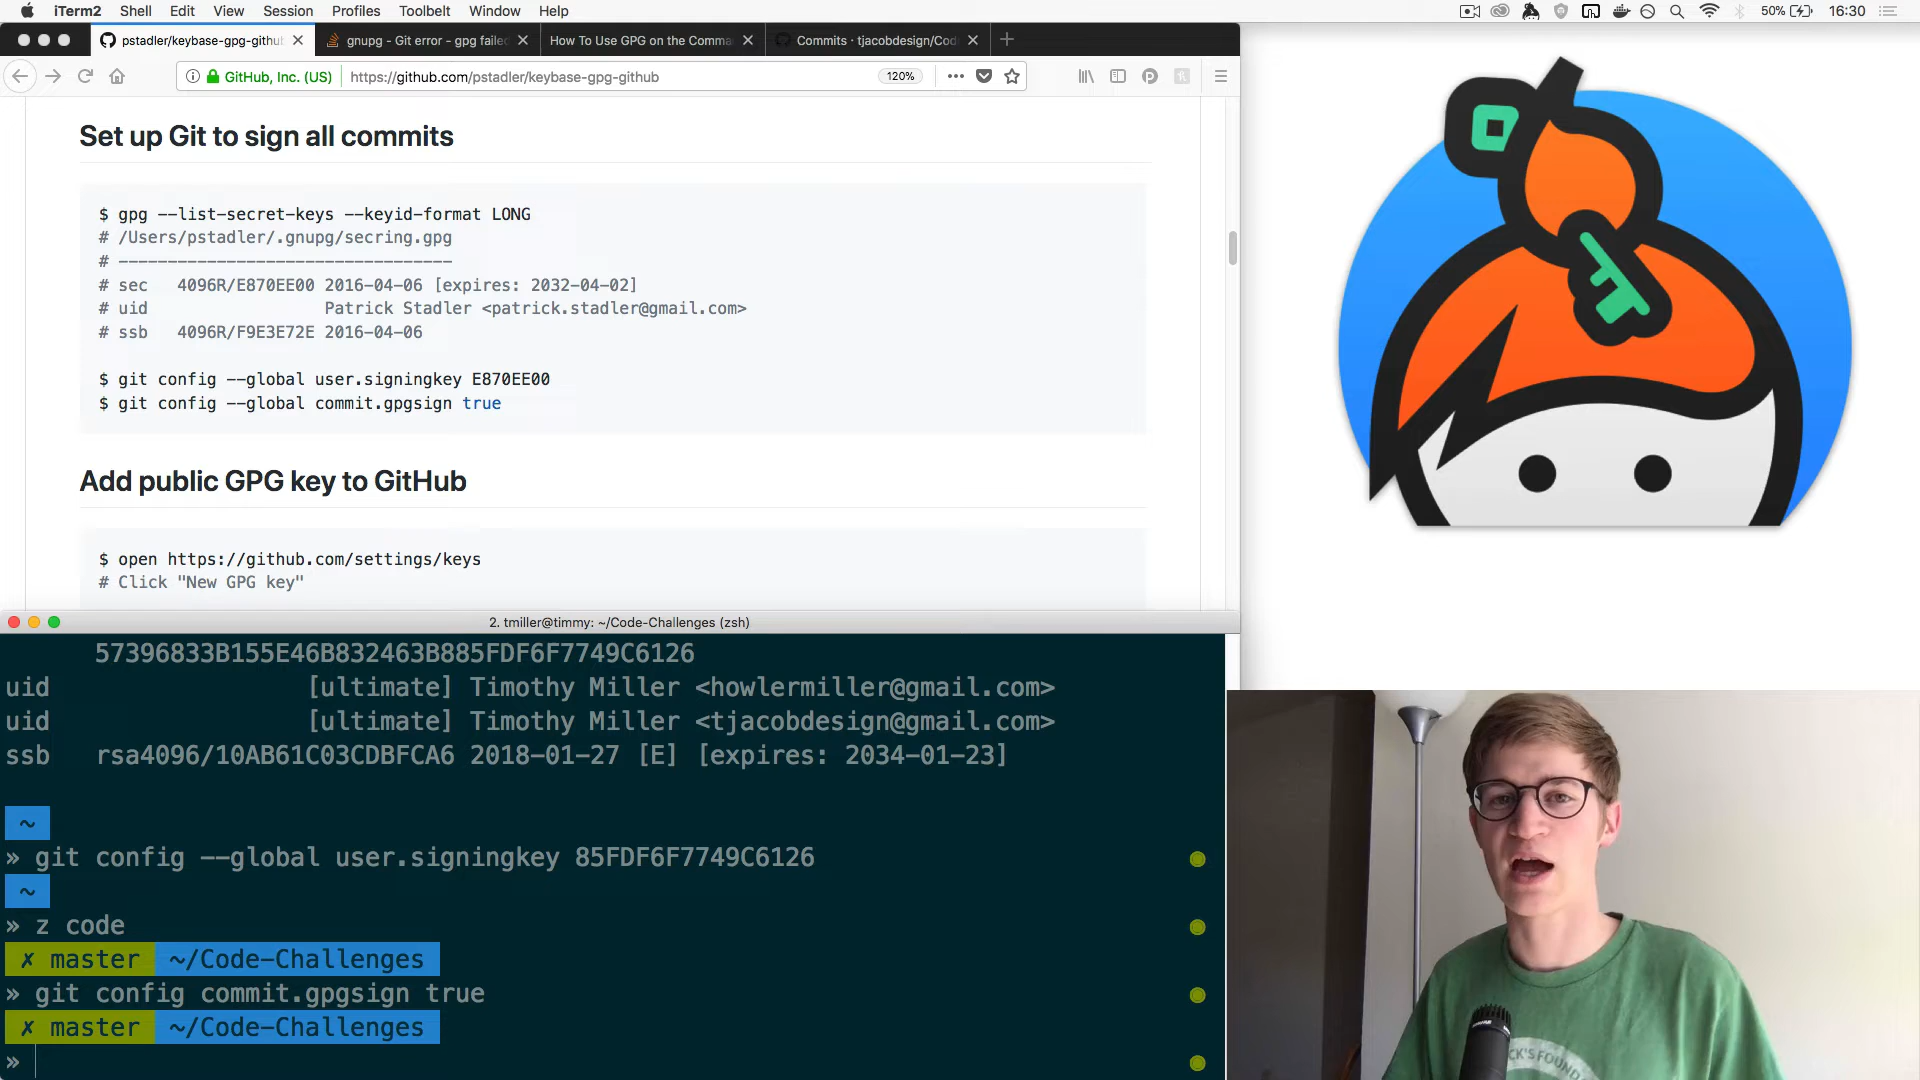 iTerm2 Shell Edit View Session Profiles Toolbelt Window Help 50% 16:30
pstadler/keybase-gpg-github gnupg - Git error - gpg failed How To Use GPG on the Comma Commits · tjacobdesign/Cod
GitHub, Inc. (US) https://github.com/pstadler/keybase-gpg-github 120%
Set up Git to sign all commits
$ gpg --list-secret-keys --keyid-format LONG
# /Users/pstadler/.gnupg/secring.gpg
# ----------------------------------
# sec   4096R/E870EE00 2016-04-06 [expires: 2032-04-02]
# uid                  Patrick Stadler <patrick.stadler@gmail.com>
# ssb   4096R/F9E3E72E 2016-04-06
$ git config --global user.signingkey E870EE00
$ git config --global commit.gpgsign true
Add public GPG key to GitHub
$ open https://github.com/settings/keys
# Click "New GPG key"
2. tmiller@timmy: ~/Code-Challenges (zsh)
57396833B155E46B832463B885FDF6F7749C6126
uid [ultimate] Timothy Miller <howlermiller@gmail.com>
uid [ultimate] Timothy Miller <tjacobdesign@gmail.com>
ssb rsa4096/10AB61C03CDBFCA6 2018-01-27 [E] [expires: 2034-01-23]
~
» git config --global user.signingkey 85FDF6F7749C6126
~
» z code
✗ master ~/Code-Challenges
» git config commit.gpgsign true
✗ master ~/Code-Challenges
»